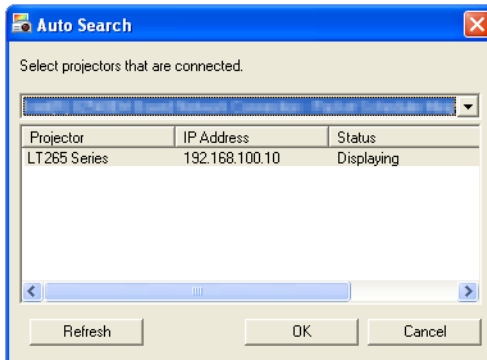 Auto Search
Select projectors that are connected.
Projector IP Address Status
LT265 Series 192.168.100.10 Displaying
Refresh OK Cancel